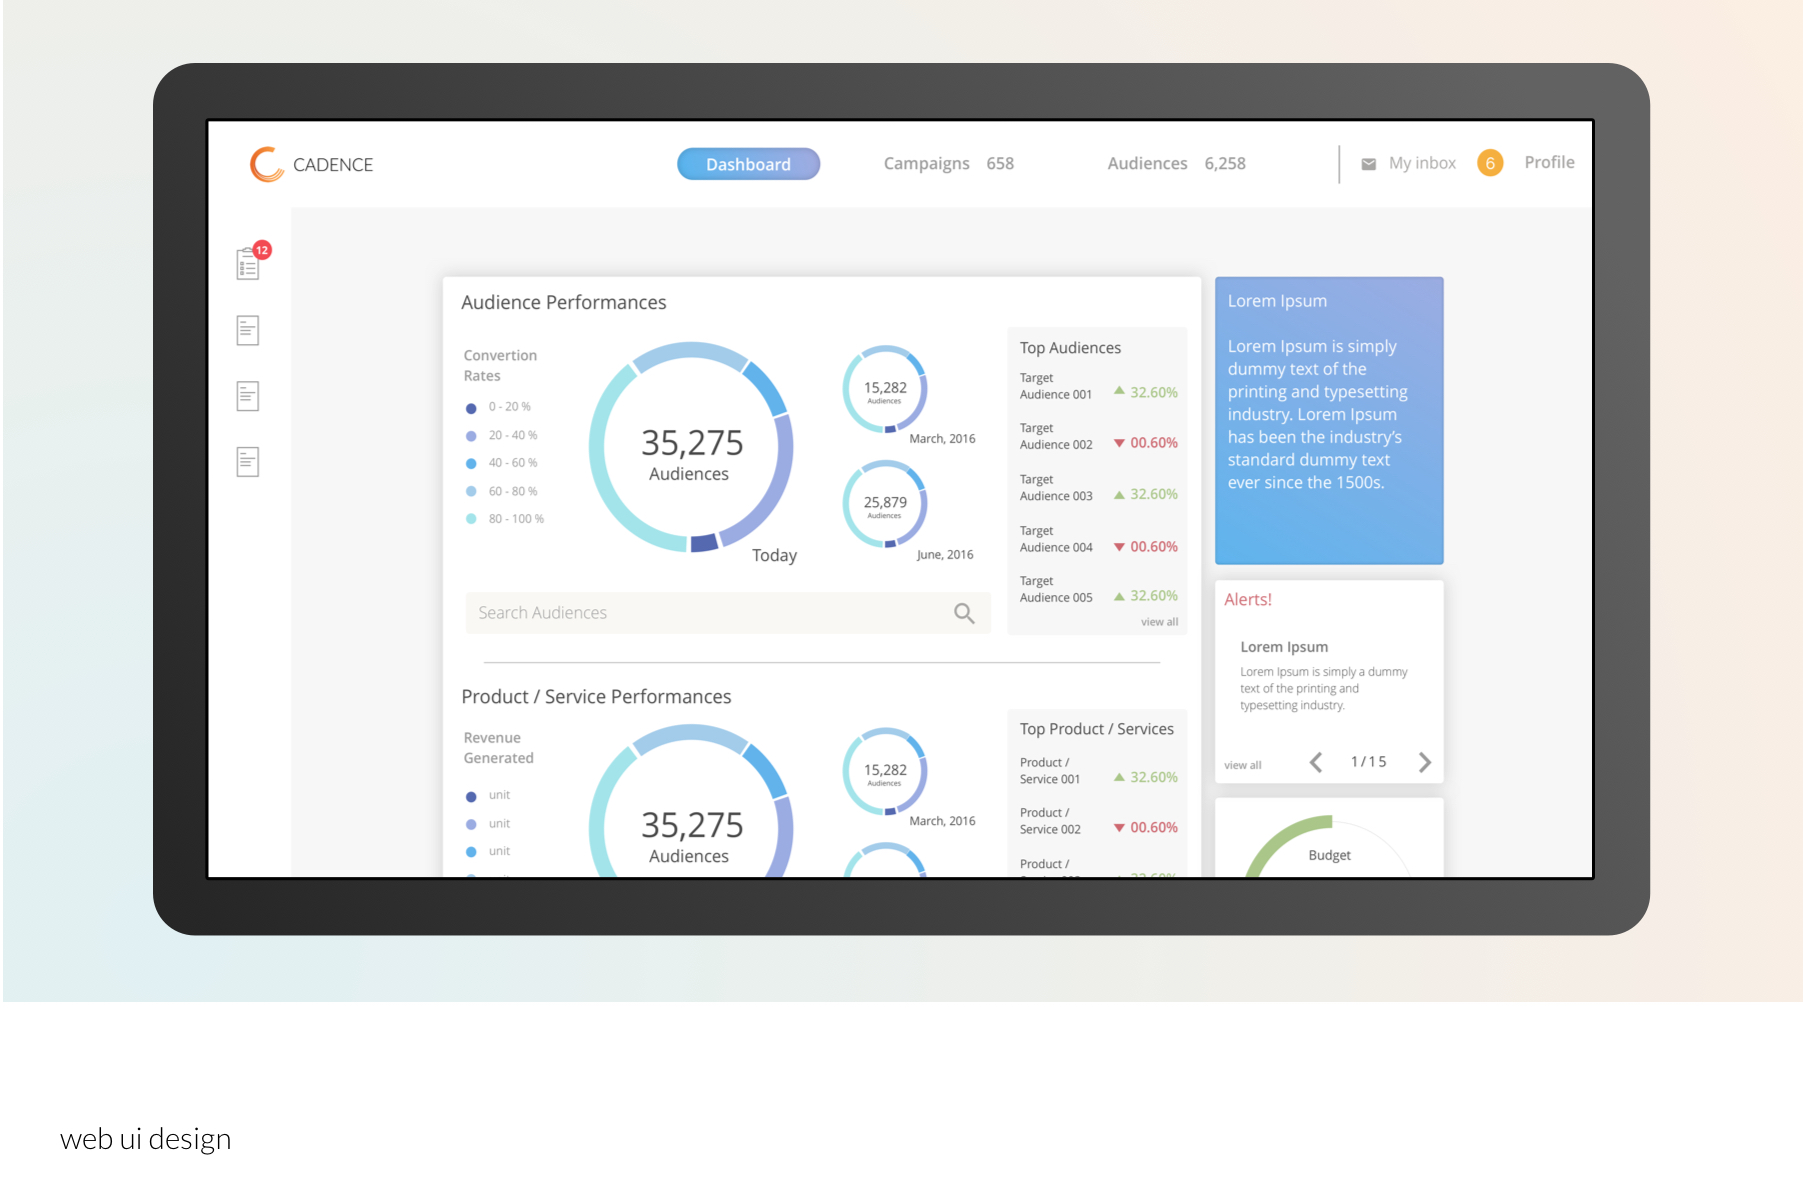 CADENCE
Dashboard
Campaigns 658
Audiences 6,258
My inbox 6
Profile
12
Audience Performances
Convertion
Rates
0 - 20 %
20 - 40 %
40 - 60 %
60 - 80 %
80 - 100 %
35,275
Audiences
Today
15,282
Audiences
March, 2016
25,879
Audiences
June, 2016
Search Audiences
Top Audiences
Target
Audience 001 32.60%
Target
Audience 002 00.60%
Target
Audience 003 32.60%
Target
Audience 004 00.60%
Target
Audience 005 32.60%
view all
Lorem Ipsum
Lorem Ipsum is simply
dummy text of the
printing and typesetting
industry. Lorem Ipsum
has been the industry's
standard dummy text
ever since the 1500s.
Alerts!
Lorem Ipsum
Lorem Ipsum is simply a dummy
text of the printing and
typesetting industry.
view all
1/15
Product / Service Performances
Revenue
Generated
unit
unit
unit
35,275
Audiences
15,282
Audiences
March, 2016
Top Product / Services
Product /
Service 001 32.60%
Product /
Service 002 00.60%
Product /
Budget
web ui design